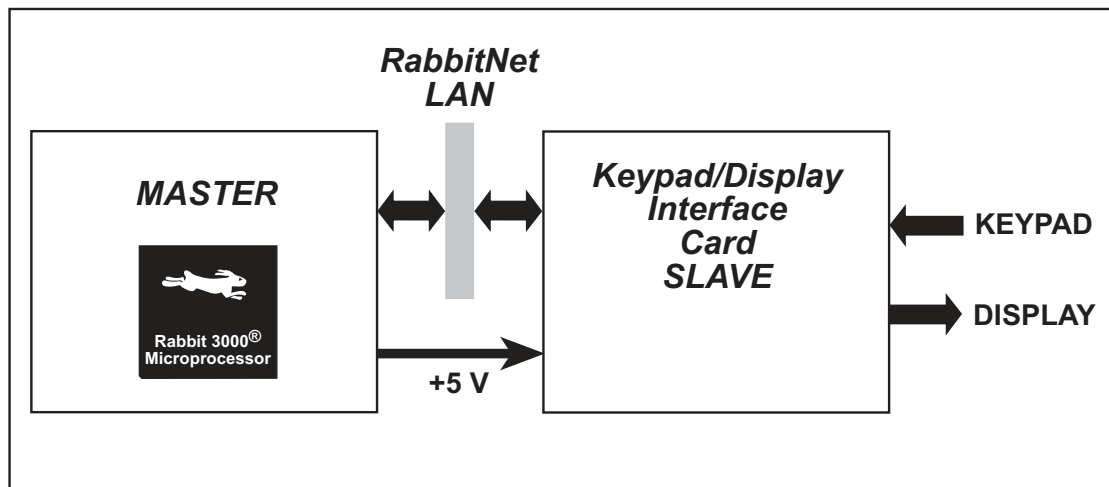 RabbitNet
LAN
MASTER
Rabbit 3000®
Microprocessor
+5 V
Keypad/Display
Interface
Card
SLAVE
KEYPAD
DISPLAY